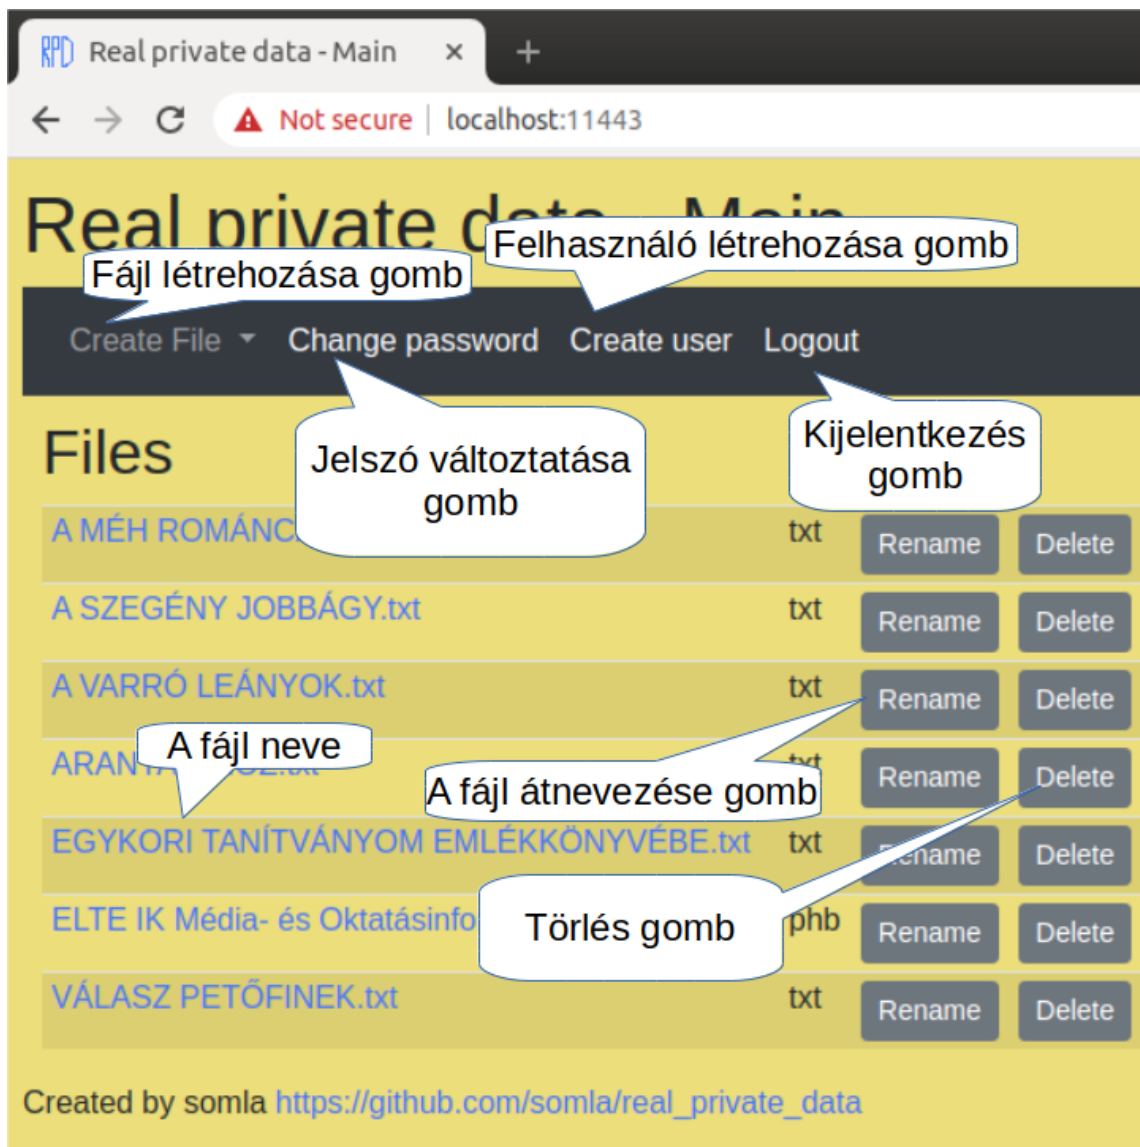 RPD Real private data - Main
Not secure localhost:11443
Real private data - Main
Felhasználó létrehozása gomb
Fájl létrehozása gomb
Create File Change password Create user Logout
Files
Jelszó változtatása
gomb
Kijelentkezés
gomb
A MÉH txt Rename Delete
A SZEGÉNY JOBBÁGY.txt txt Rename Delete
A VARRÓ LEÁNYOK.txt txt Rename Delete
A fájl neve
txt Rename Delete
A fájl átnevezése gomb
EGYKORI TANÍTVÁNYOM EMLÉKKÖNYVÉBE.txt txt Rename Delete
ELTE IK Média- és phb Rename Delete
Törlés gomb
VÁLASZ PETŐFINEK.txt txt Rename Delete
Created by somla https://github.com/somla/real_private_data